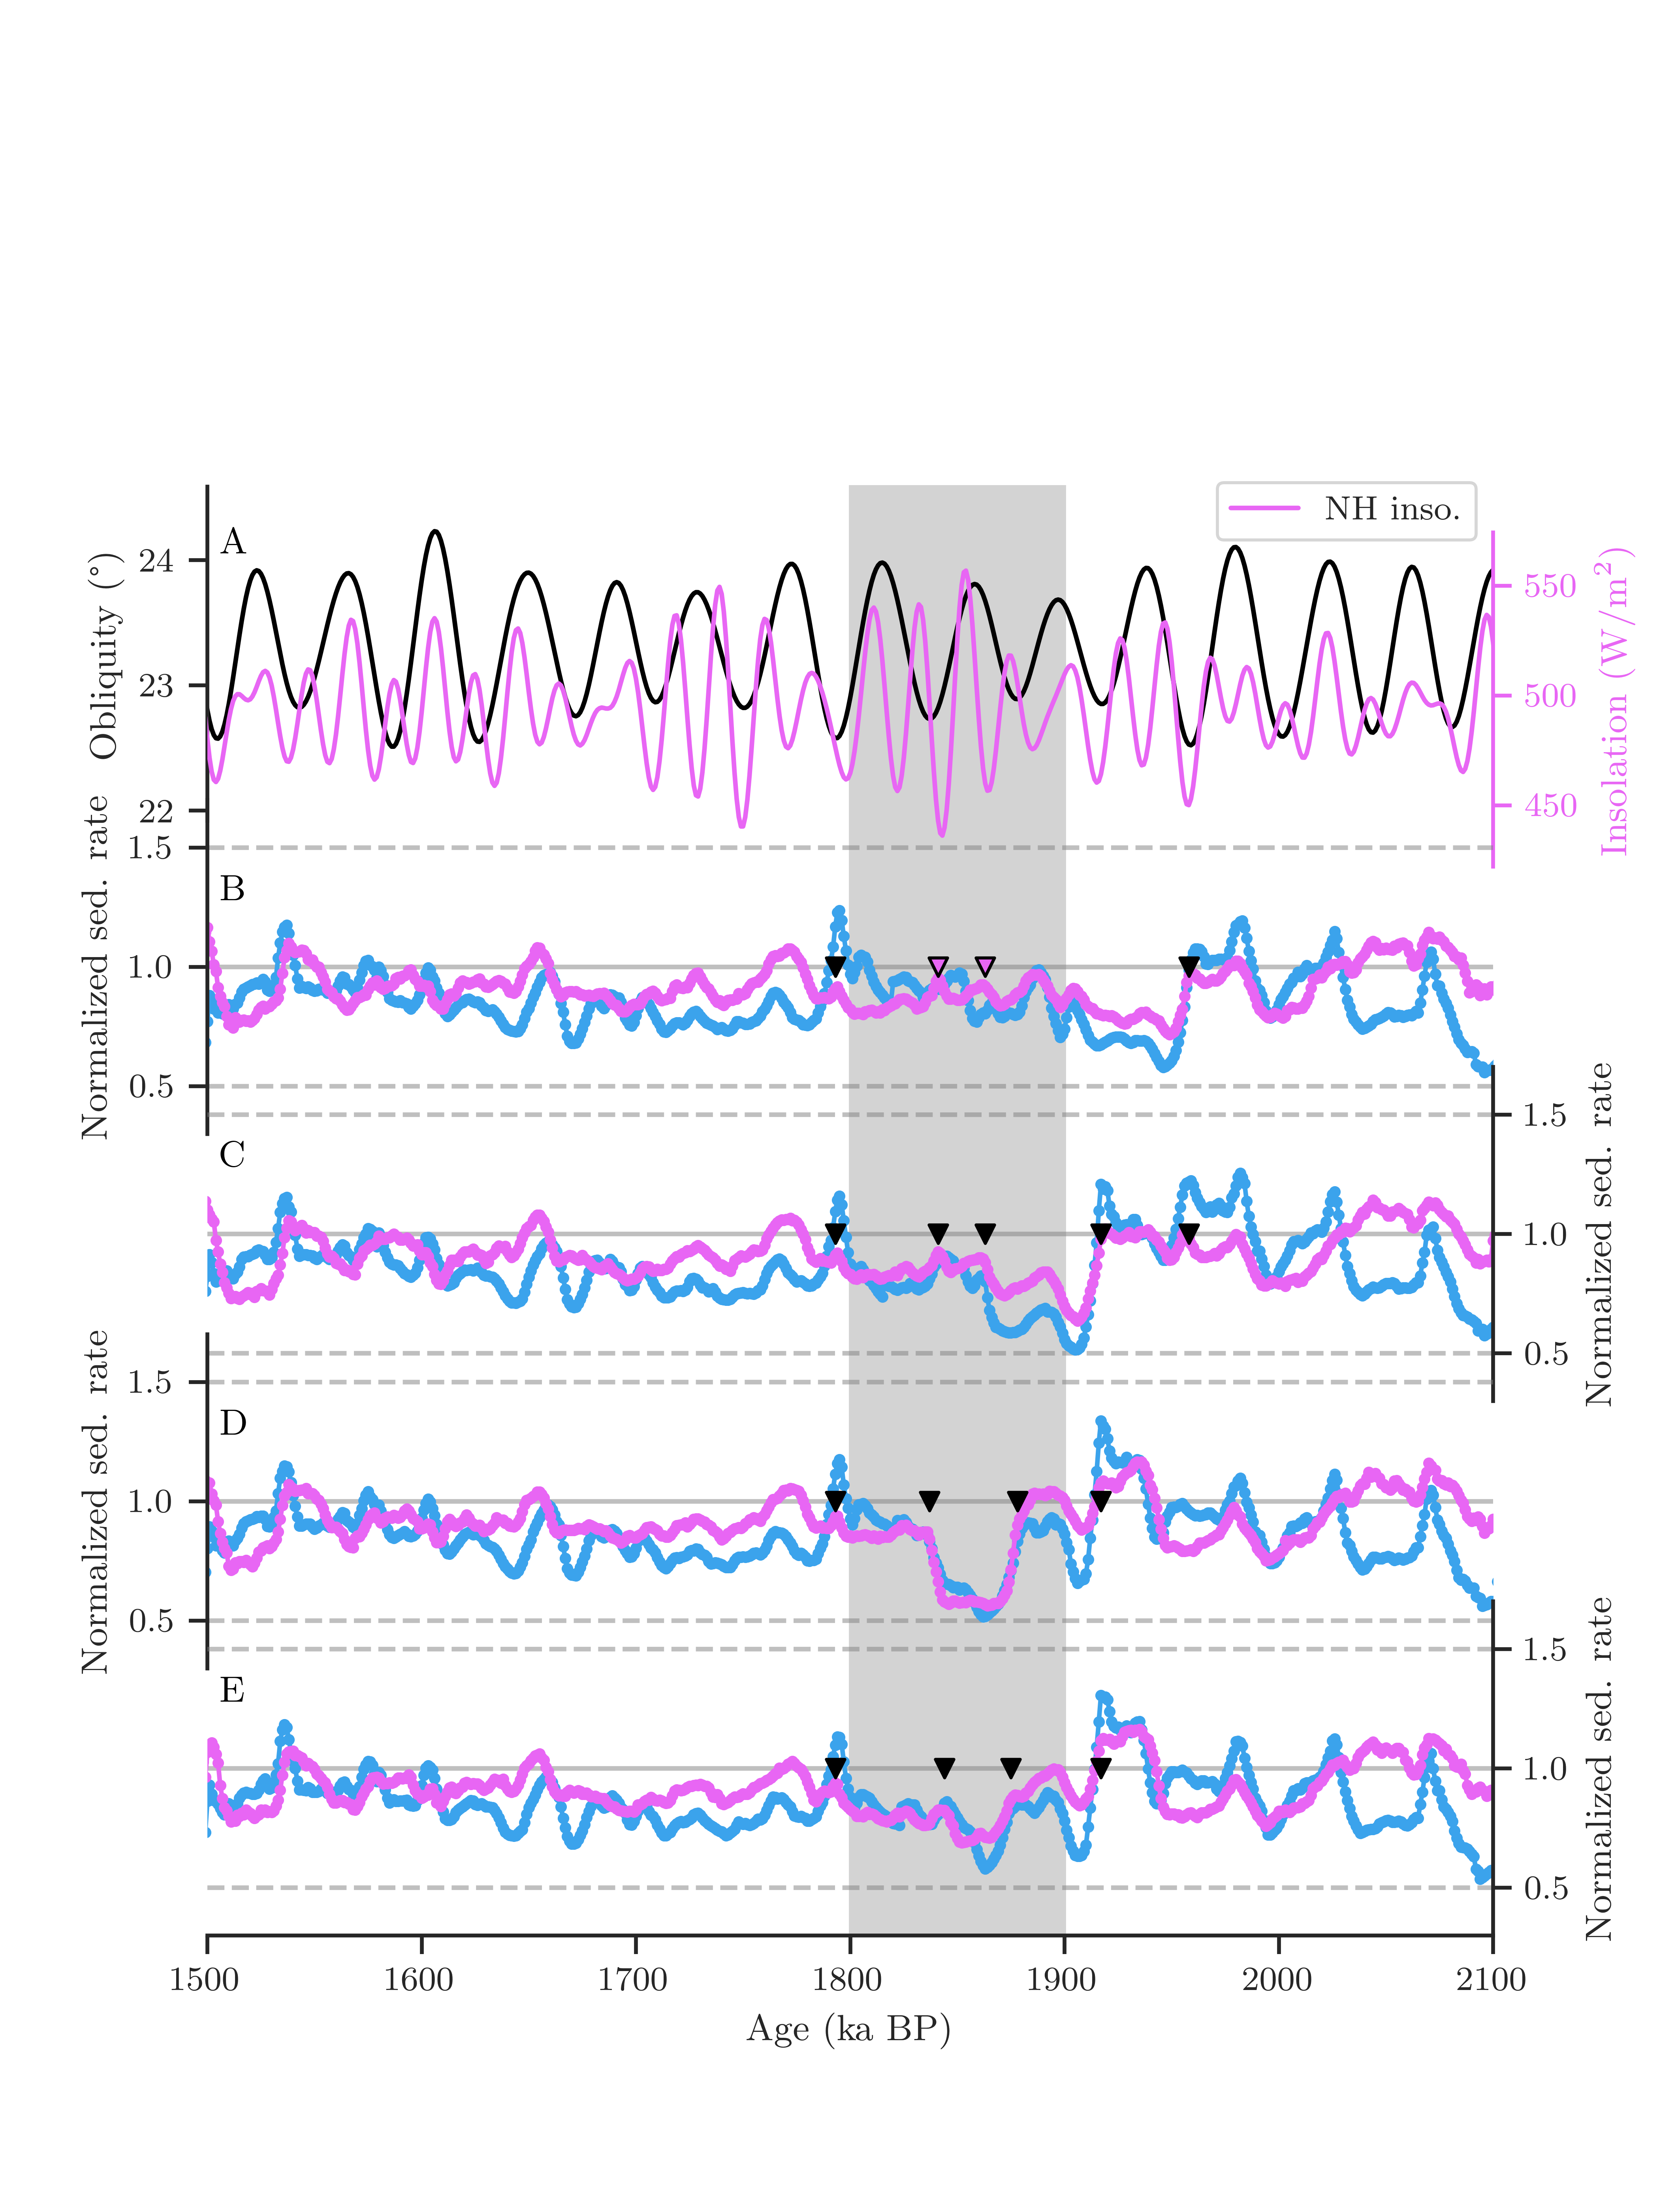 NH inso.
A
24
23
22
Obliquity (°)
550
500
450
Insolation (W/m²)
B
1.5
1.0
0.5
Normalized sed. rate
C
1.5
1.0
0.5
Normalized sed. rate
D
1.5
1.0
0.5
Normalized sed. rate
E
1.5
1.0
0.5
Normalized sed. rate
1500 1600 1700 1800 1900 2000 2100
Age (ka BP)